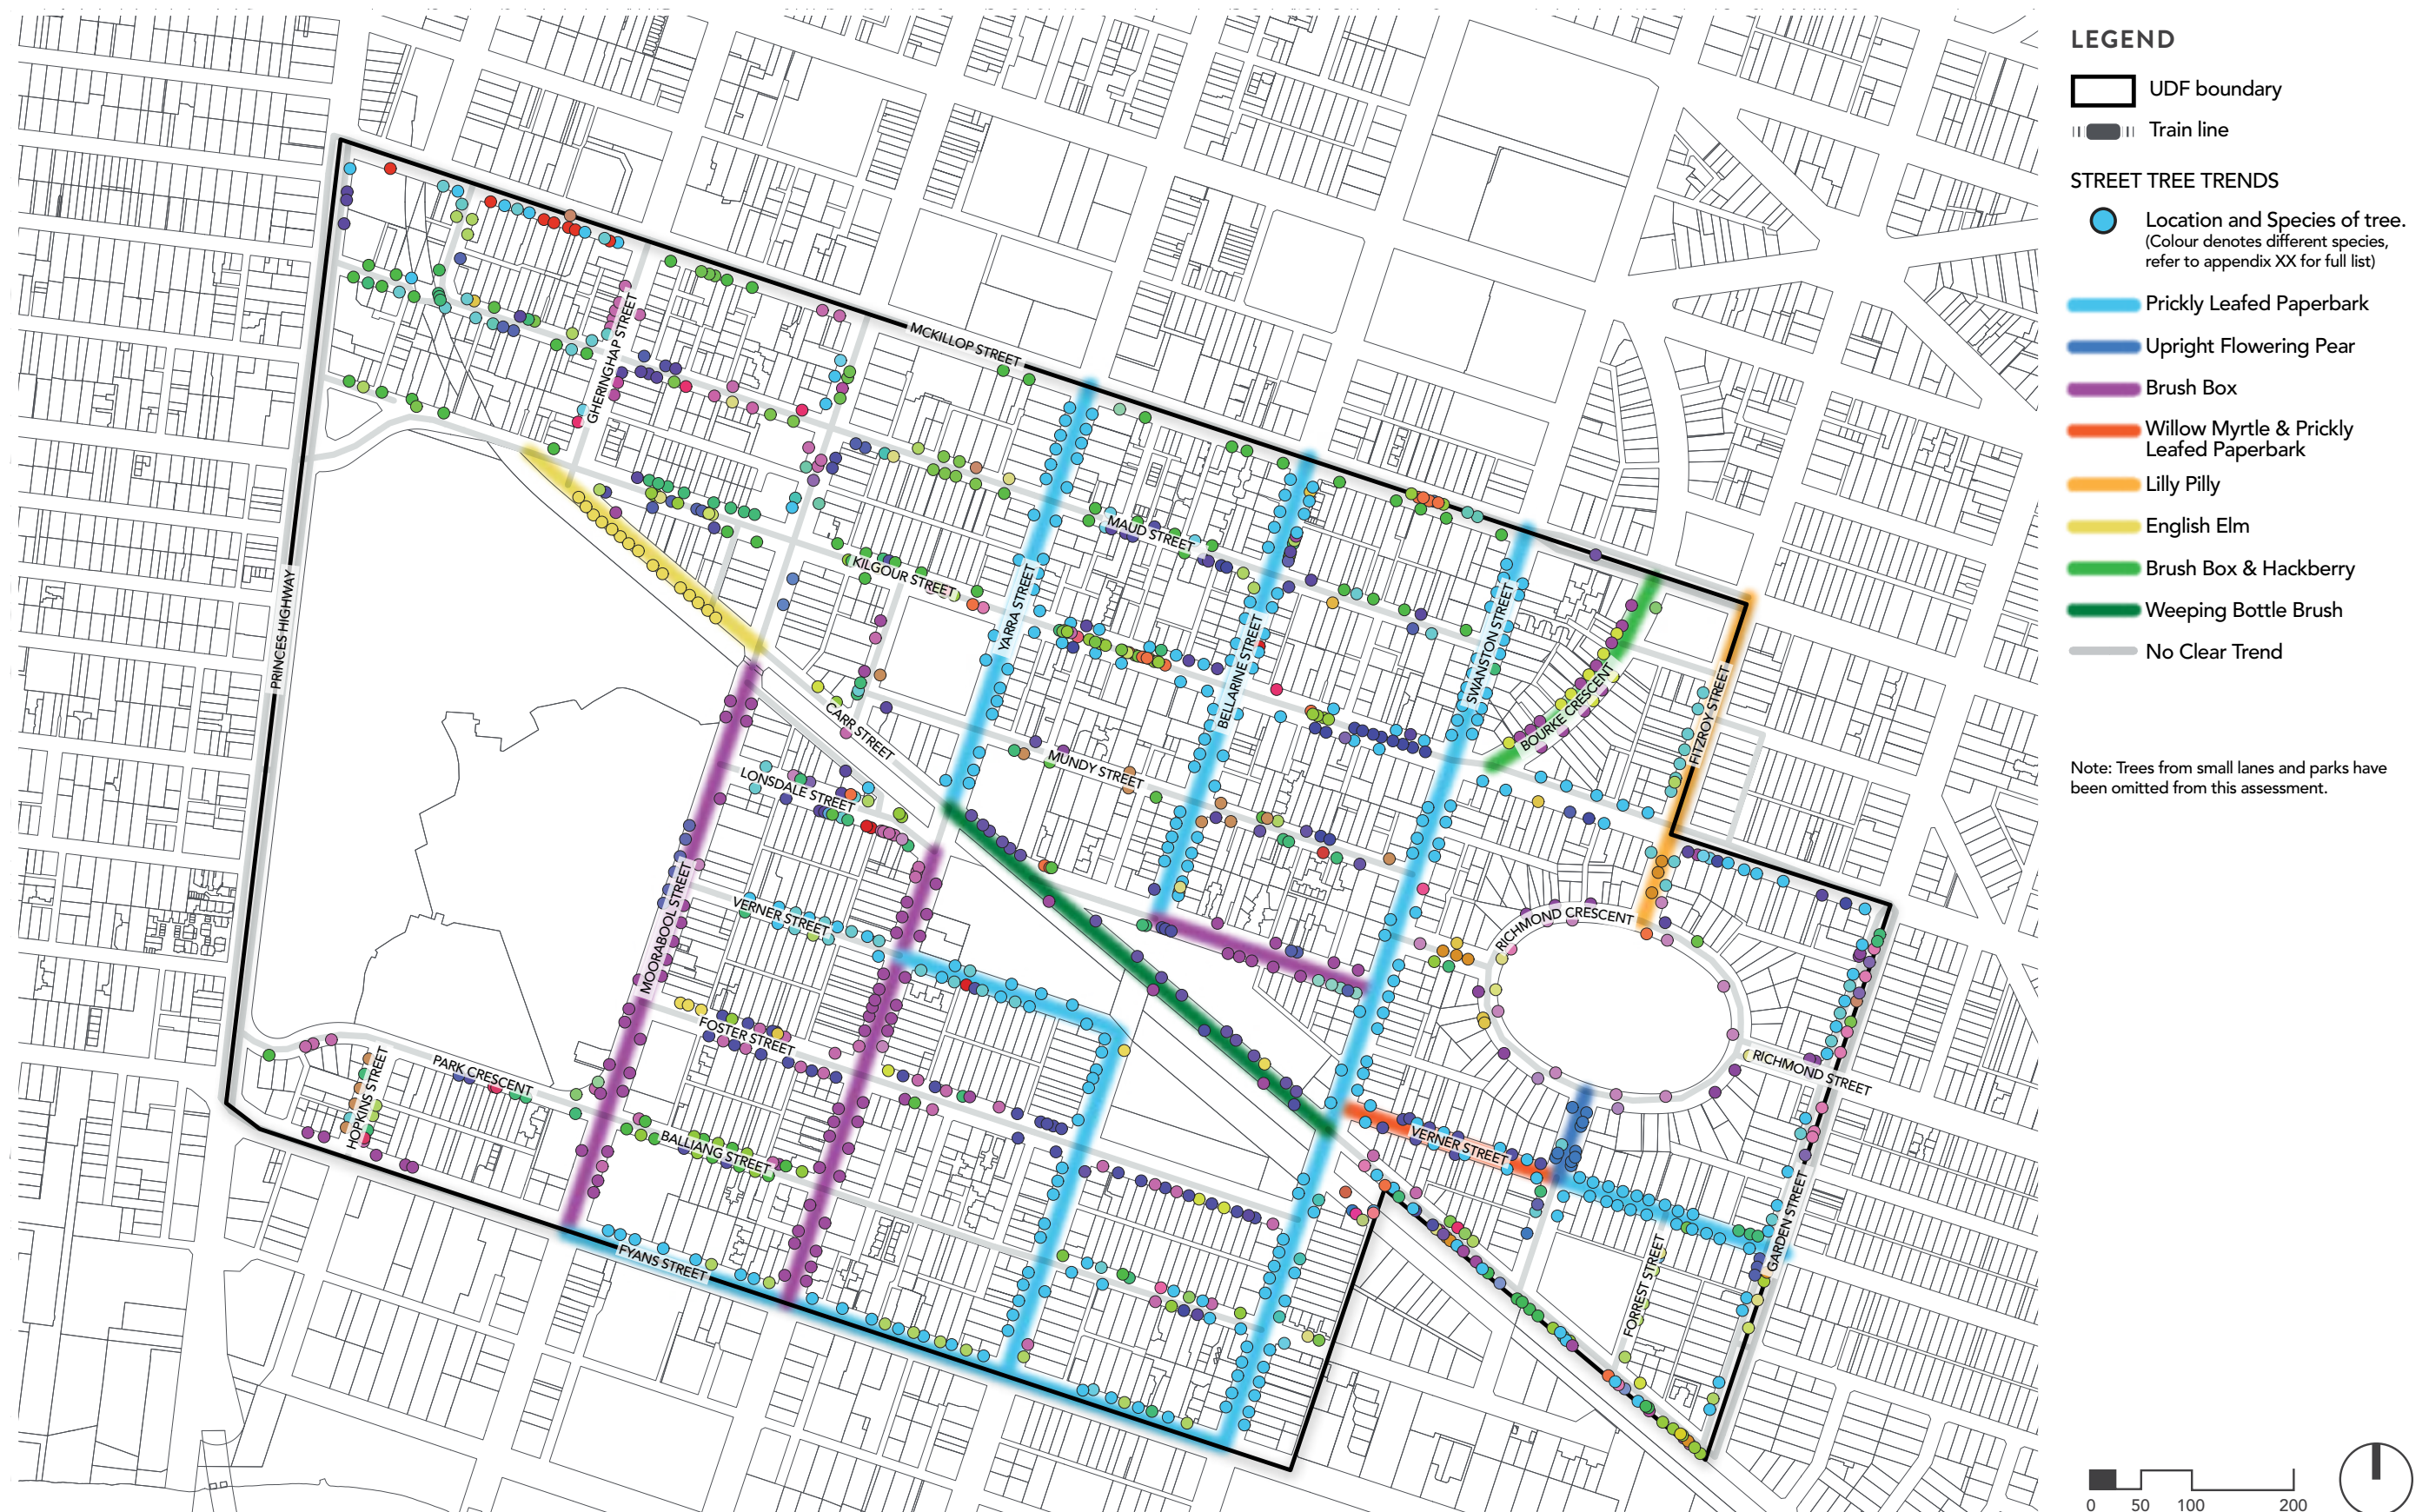 LEGEND
UDF boundary
Train line
STREET TREE TRENDS
Location and Species of tree.
(Colour denotes different species,
refer to appendix XX for full list)
Prickly Leafed Paperbark
Upright Flowering Pear
Brush Box
Willow Myrtle & Prickly
Leafed Paperbark
Lilly Pilly
English Elm
Brush Box & Hackberry
Weeping Bottle Brush
No Clear Trend
Note: Trees from small lanes and parks have
been omitted from this assessment.
0 50 100 200
MCKILLOP STREET
GHERINGHAP STREET
MAUD STREET
KILGOUR STREET
YARRA STREET
PRINCES HIGHWAY
BELLARINE STREET
SWANSTON STREET
BOURKE CRESCENT
FITZROY STREET
CARR STREET
MUNDY STREET
LONSDALE STREET
MOORABOOL STREET
VERNER STREET
RICHMOND CRESCENT
FOSTER STREET
PARK CRESCENT
HOPKINS STREET
RICHMOND STREET
BALLIANG STREET
VERNER STREET
GARDEN STREET
FORREST STREET
FYANS STREET